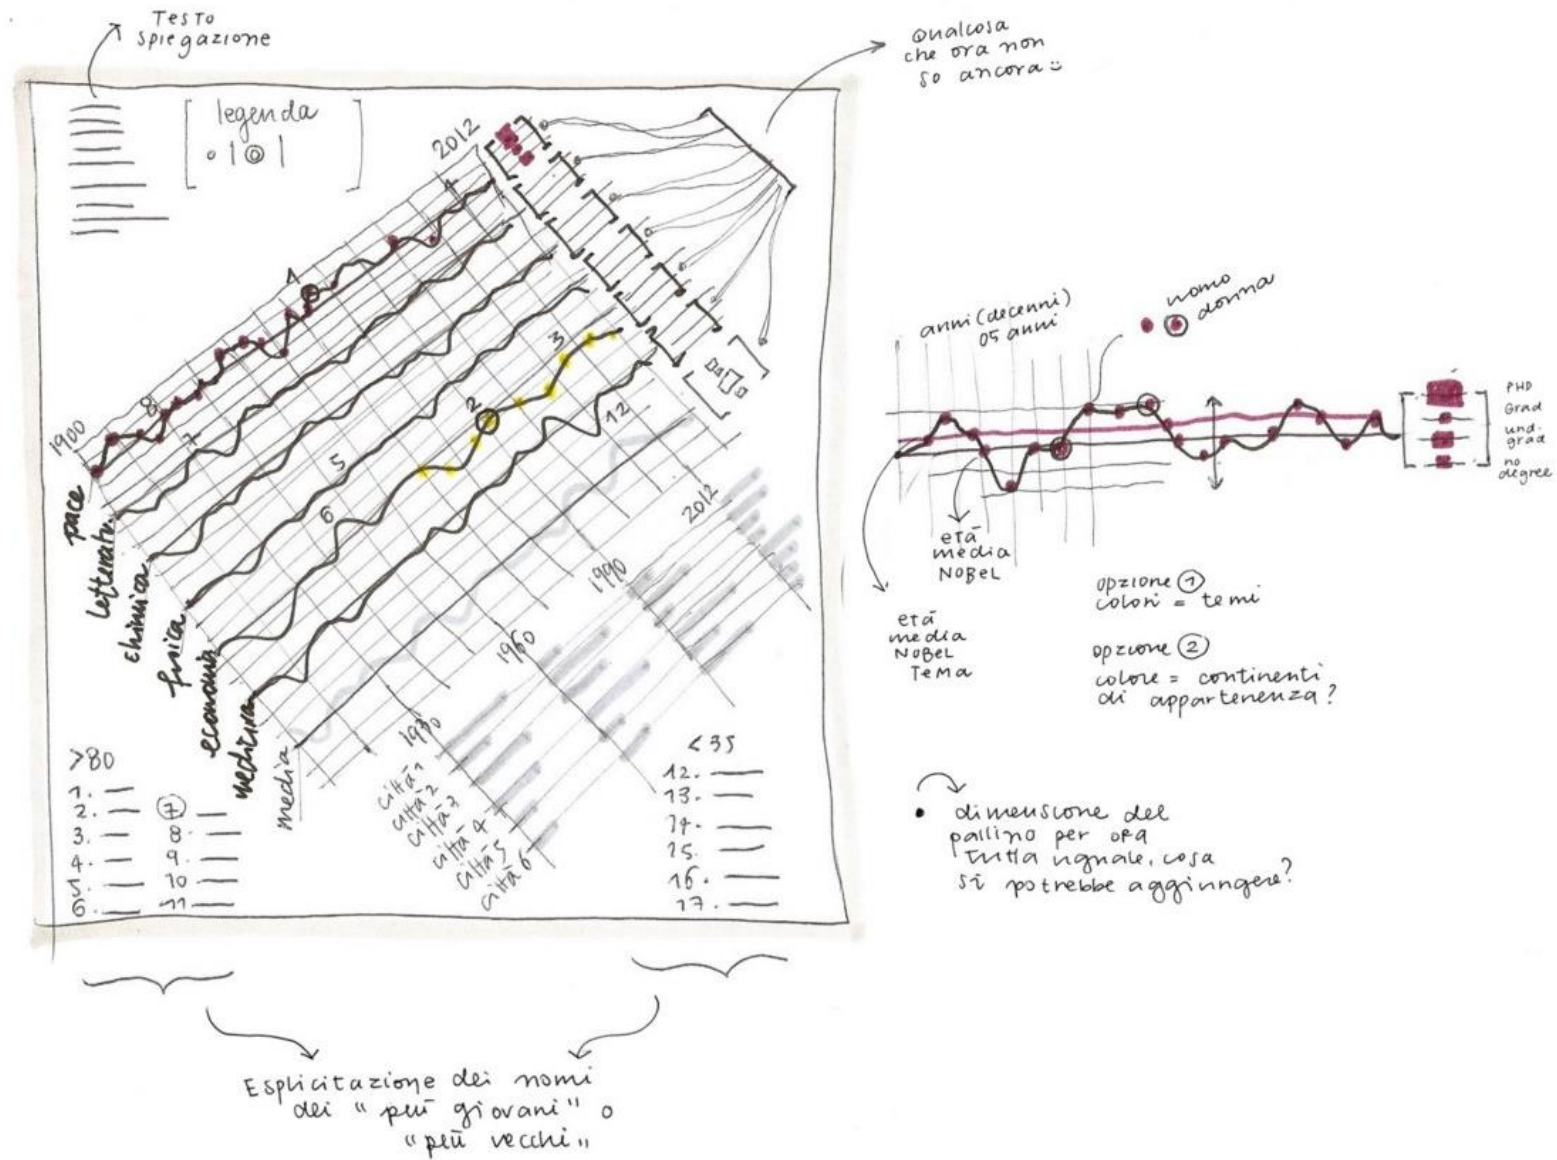 Testo
spiegazione
qualcosa
che ora non
so ancora
legenda
2012
1900
1
8
7
5
6
2
3
12
pace
letteratu
chimica
fisica
economia
medicina
media
2012
1990
1960
1930
città 1
città 2
città 3
città 4
città 5
città 6
>80
1.
2.
3.
4.
5.
6.
7
8
9.
10
11
<35
12.
13.
14.
15.
16.
17.
Esplicitazione dei nomi
dei "più giovani" o
"più vecchi"
anni (decenni)
05 anni
uomo
donna
PHD
Grad
und.
grad
no
degree
età
media
NOBEL
età
media
NOBEL
Tema
opzione 1
colori = temi
opzione 2
colore = continenti
di appartenenza?
dimensione del
pallino per ora
tutta uguale, cosa
si potrebbe aggiungere?